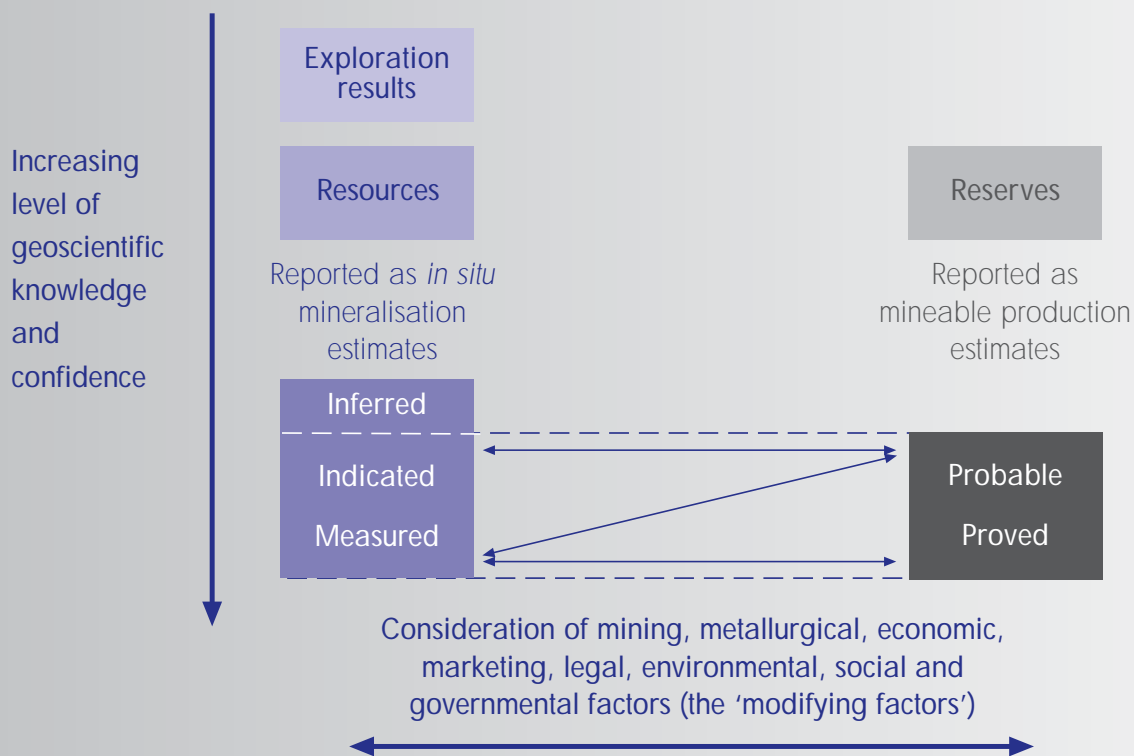 Exploration
results
Increasing
level of
geoscientific
knowledge
and
confidence
Resources
Reserves
Reported as in situ
mineralisation
estimates
Reported as
mineable production
estimates
Inferred
Indicated
Measured
Probable
Proved
Consideration of mining, metallurgical, economic,
marketing, legal, environmental, social and
governmental factors (the ‘modifying factors’)